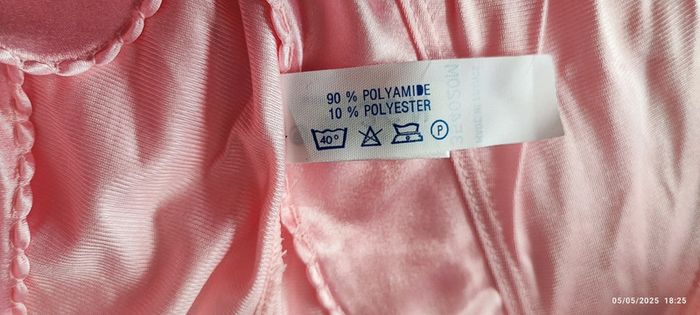 90 % POLYAMIDE
10 % POLYESTER
40°
P
05/05/2025 18:25